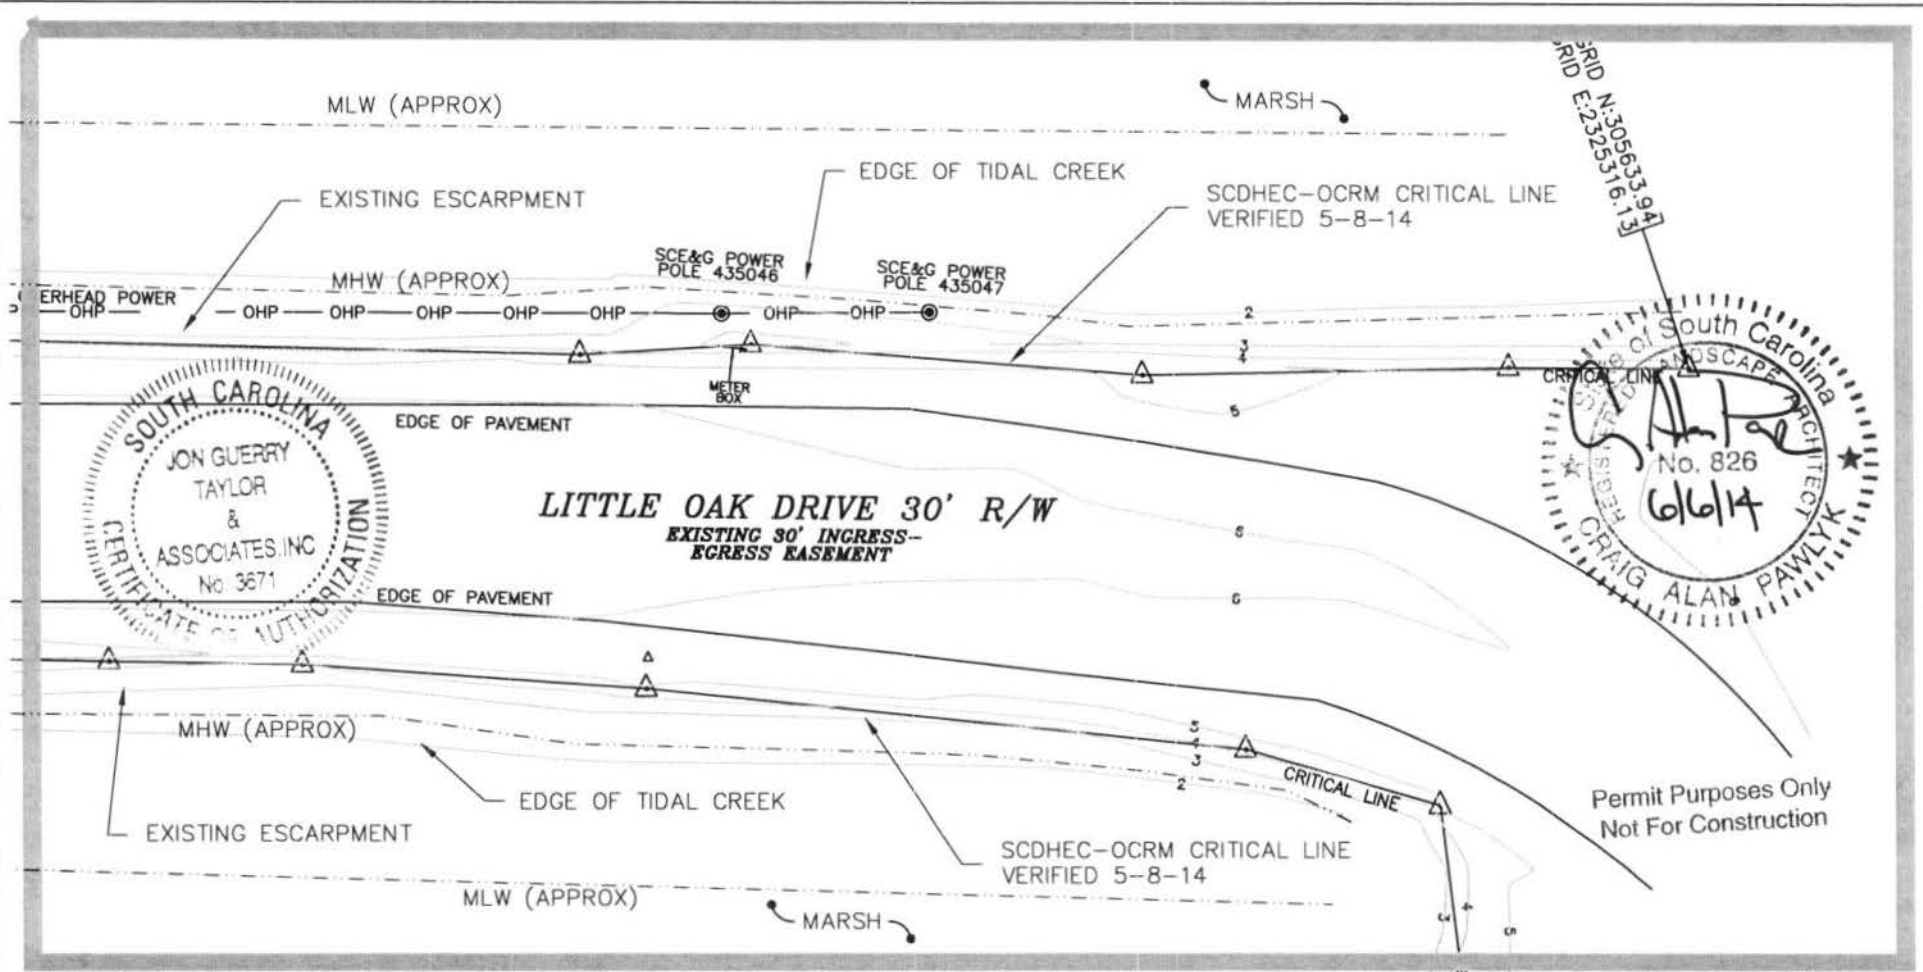 MLW (APPROX)
MARSH
GRID N:305633.94
GRID E:2325316.13
EDGE OF TIDAL CREEK
EXISTING ESCARPMENT
SCDHEC-OCRM CRITICAL LINE
VERIFIED 5-8-14
SCE&G POWER
POLE 435046
SCE&G POWER
POLE 435047
MHW (APPROX)
OVERHEAD POWER
OHP OHP OHP OHP OHP OHP OHP OHP
2
3
4
5
METER
BOX
CRITICAL LINE
EDGE OF PAVEMENT
SOUTH CAROLINA
JON GUERRY
TAYLOR
&
ASSOCIATES.INC
No 3671
CERTIFICATE OF AUTHORIZATION
State of South Carolina
REGISTERED LANDSCAPE ARCHITECT
No. 826
6/6/14
CRAIG ALAN PAWLYK
LITTLE OAK DRIVE 30' R/W
EXISTING 30' INGRESS-
EGRESS EASEMENT
6
6
EDGE OF PAVEMENT
MHW (APPROX)
5
4
3
2
CRITICAL LINE
EDGE OF TIDAL CREEK
EXISTING ESCARPMENT
Permit Purposes Only
Not For Construction
SCDHEC-OCRM CRITICAL LINE
VERIFIED 5-8-14
MLW (APPROX)
MARSH
3
4
5